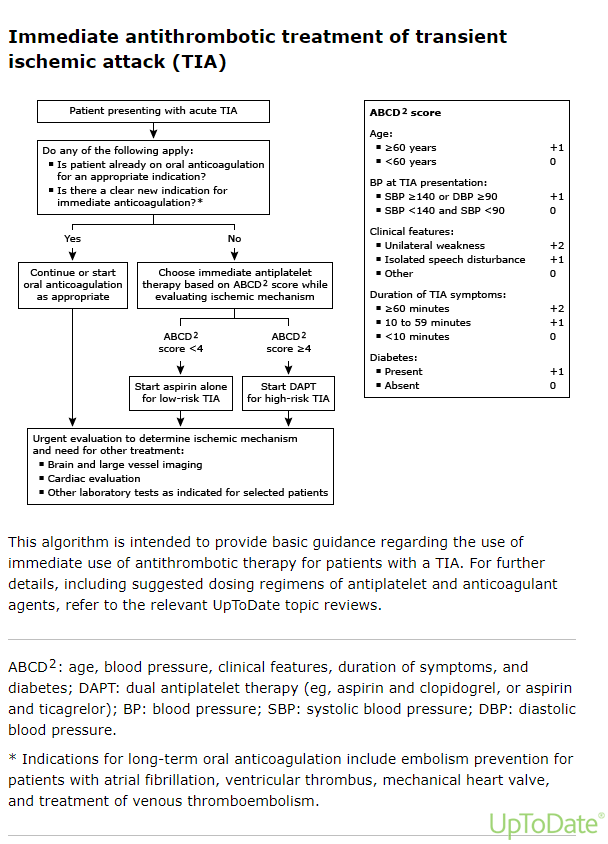 Immediate antithrombotic treatment of transient
ischemic attack (TIA)
Patient presenting with acute TIA
Do any of the following apply:
▪ Is patient already on oral anticoagulation
for an appropriate indication?
▪ Is there a clear new indication for
immediate anticoagulation?*
Yes
No
Continue or start
oral anticoagulation
as appropriate
Choose immediate antiplatelet
therapy based on ABCD² score while
evaluating ischemic mechanism
ABCD²
score <4
ABCD²
score ≥4
Start aspirin alone
for low-risk TIA
Start DAPT
for high-risk TIA
Urgent evaluation to determine ischemic mechanism
and need for other treatment:
▪ Brain and large vessel imaging
▪ Cardiac evaluation
▪ Other laboratory tests as indicated for selected patients
ABCD² score
Age:
▪ ≥60 years +1
▪ <60 years 0
BP at TIA presentation:
▪ SBP ≥140 or DBP ≥90 +1
▪ SBP <140 and SBP <90 0
Clinical features:
▪ Unilateral weakness +2
▪ Isolated speech disturbance +1
▪ Other 0
Duration of TIA symptoms:
▪ ≥60 minutes +2
▪ 10 to 59 minutes +1
▪ <10 minutes 0
Diabetes:
▪ Present +1
▪ Absent 0
This algorithm is intended to provide basic guidance regarding the use of
immediate use of antithrombotic therapy for patients with a TIA. For further
details, including suggested dosing regimens of antiplatelet and anticoagulant
agents, refer to the relevant UpToDate topic reviews.
ABCD²: age, blood pressure, clinical features, duration of symptoms, and
diabetes; DAPT: dual antiplatelet therapy (eg, aspirin and clopidogrel, or aspirin
and ticagrelor); BP: blood pressure; SBP: systolic blood pressure; DBP: diastolic
blood pressure.
* Indications for long-term oral anticoagulation include embolism prevention for
patients with atrial fibrillation, ventricular thrombus, mechanical heart valve,
and treatment of venous thromboembolism.
UpToDate®